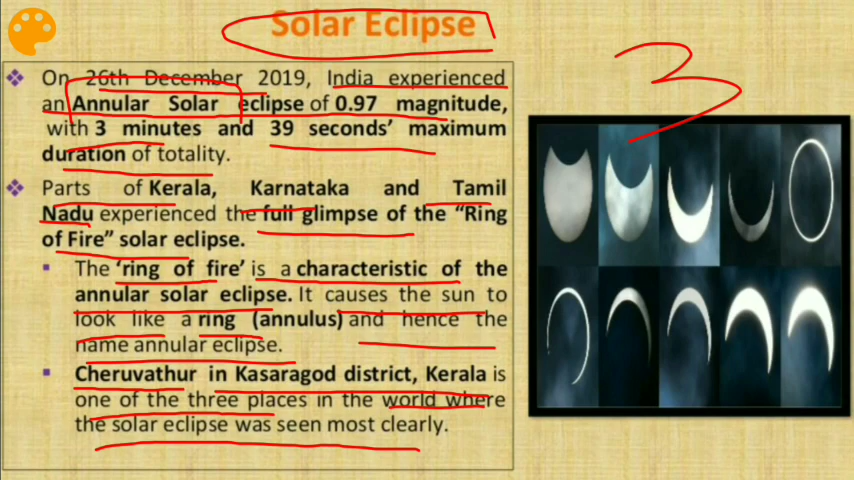 Solar Eclipse
❖ On 26th December 2019, India experienced
an Annular Solar eclipse of 0.97 magnitude,
with 3 minutes and 39 seconds' maximum
duration of totality.
❖ Parts of Kerala, Karnataka and Tamil
Nadu experienced the full glimpse of the "Ring
of Fire" solar eclipse.
▪ The 'ring of fire' is a characteristic of the
annular solar eclipse. It causes the sun to
look like a ring (annulus) and hence the
name annular eclipse.
▪ Cheruvathur in Kasaragod district, Kerala is
one of the three places in the world where
the solar eclipse was seen most clearly.
3